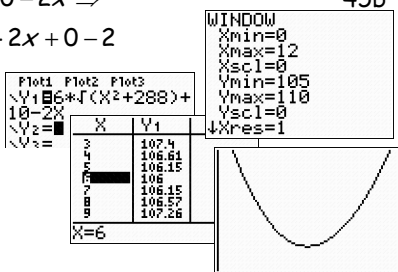 0-2x ⇒ 45B
2x+0-2
Plot1 Plot2 Plot3
\Y1=6*√(X²+288)+
10-2X
\Y2=
\Y3=
X Y1
3 107.4
4 106.61
5 106.15
6 106
7 106.15
8 106.57
9 107.26
X=6
WINDOW
Xmin=0
Xmax=12
Xscl=0
Ymin=105
Ymax=110
Yscl=0
↓Xres=1